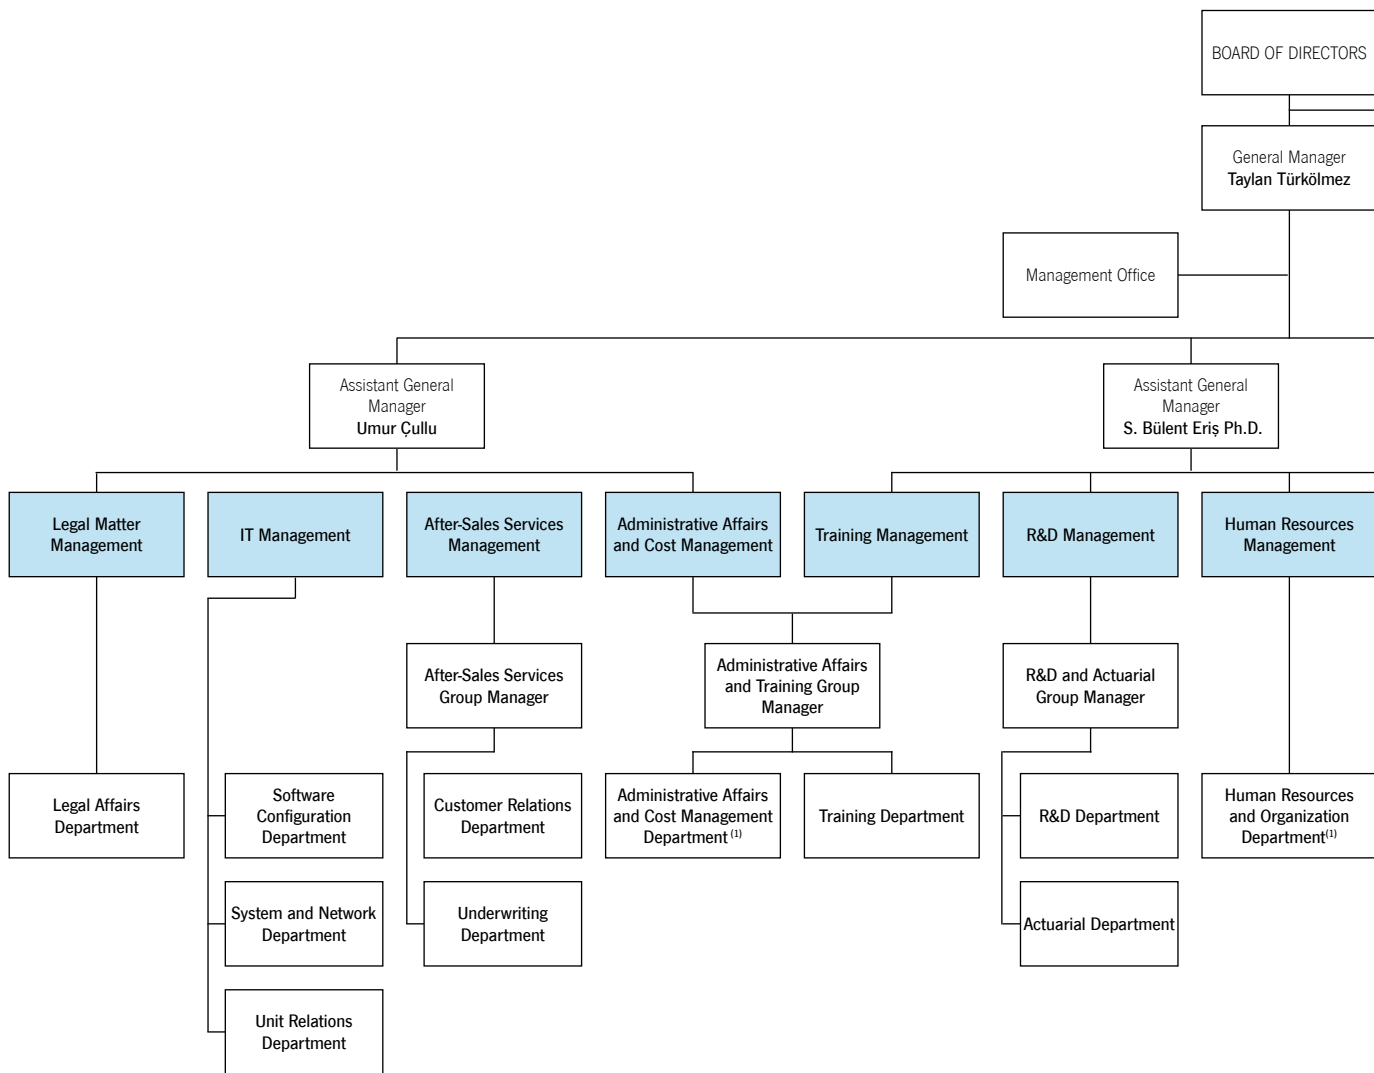 BOARD OF DIRECTORS
General Manager
Taylan Türkölmez
Management Office
Assistant General
Manager
Umur Çullu
Assistant General
Manager
S. Bülent Eriş Ph.D.
Legal Matter
Management
IT Management
After-Sales Services
Management
Administrative Affairs
and Cost Management
Training Management
R&D Management
Human Resources
Management
After-Sales Services
Group Manager
Administrative Affairs
and Training Group
Manager
R&D and Actuarial
Group Manager
Legal Affairs
Department
Software
Configuration
Department
Customer Relations
Department
Administrative Affairs
and Cost Management
Department (1)
Training Department
R&D Department
Human Resources
and Organization
Department(1)
System and Network
Department
Underwriting
Department
Actuarial Department
Unit Relations
Department